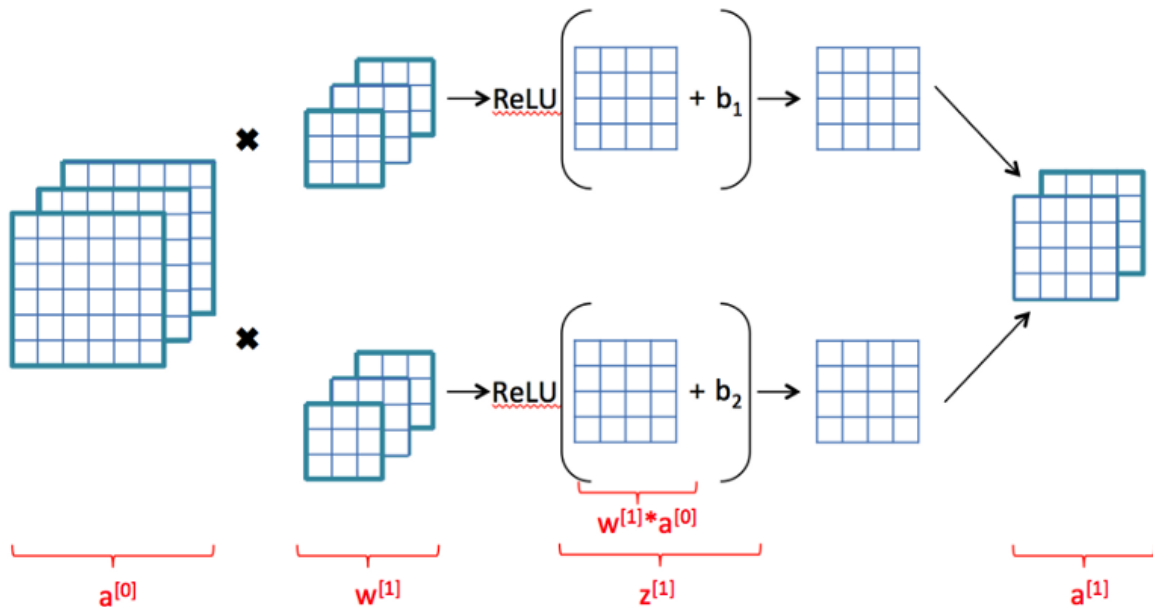 ✖ → ReLU ( + b₁ ) →
✖ → ReLU ( + b₂ ) →
w^[1]*a^[0]
a^[0] w^[1] z^[1] a^[1]